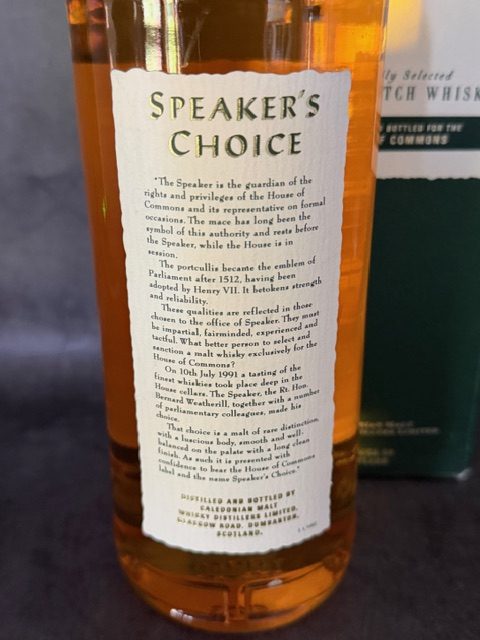 SPEAKER'S
CHOICE
"The Speaker is the guardian of the
rights and privileges of the House of
Commons and its representative on formal
occasions. The mace has long been the
symbol of this authority and rests before
the Speaker, while the House is in
session.
The portcullis became the emblem of
Parliament after 1512, having been
adopted by Henry VII. It betokens strength
and reliability.
These qualities are reflected in those
chosen to the office of Speaker. They must
be impartial, fairminded, experienced and
tactful. What better person to select and
sanction a malt whisky exclusively for the
House of Commons?
On 10th July 1991 a tasting of the
finest whiskies took place deep in the
House cellars. The Speaker, the Rt. Hon.
Bernard Weatherill, together with a number
of parliamentary colleagues, made his
choice.
That choice is a malt of rare distinction,
with a luscious body, smooth and well-
balanced on the palate with a long clean
finish. As such it is presented with
confidence to bear the House of Commons
label and the name Speaker's Choice."
DISTILLED AND BOTTLED BY
CALEDONIAN MALT
WHISKY DISTILLERS LIMITED,
GLASGOW ROAD, DUMBARTON,
SCOTLAND.
Selected
TCH WHISK
BOTTLED FOR THE
F COMMONS